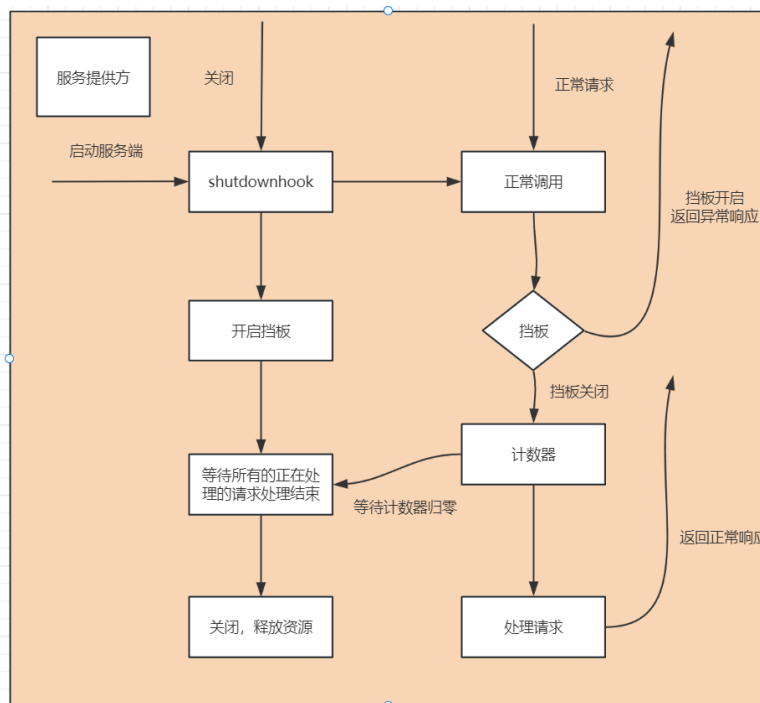 服务提供方
关闭
正常请求
启动服务端
shutdownhook
正常调用
挡板开启
返回异常响应
开启挡板
挡板
挡板关闭
等待所有的正在处
理的请求处理结束
计数器
等待计数器归零
返回正常响应
关闭，释放资源
处理请求